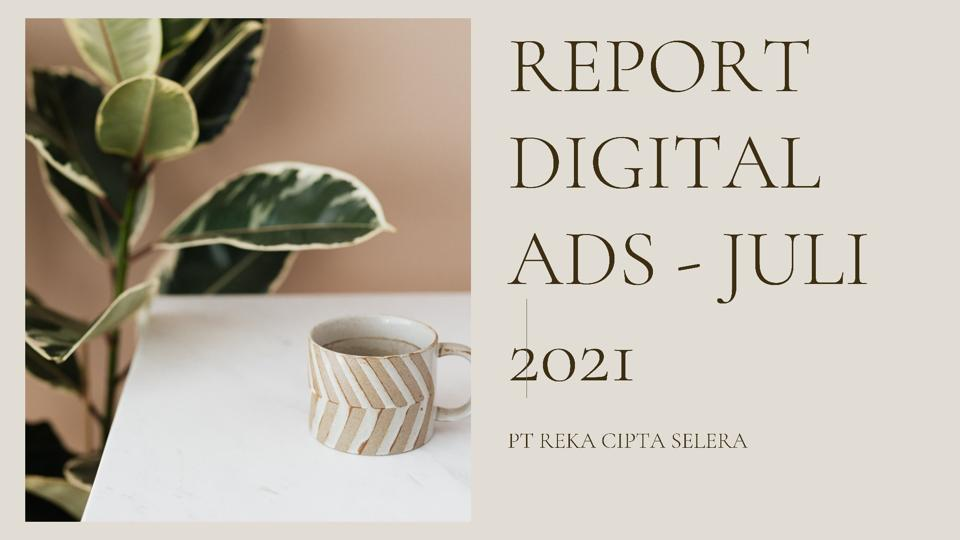 REPORT
DIGITAL
ADS - JULI
2021
PT REKA CIPTA SELERA